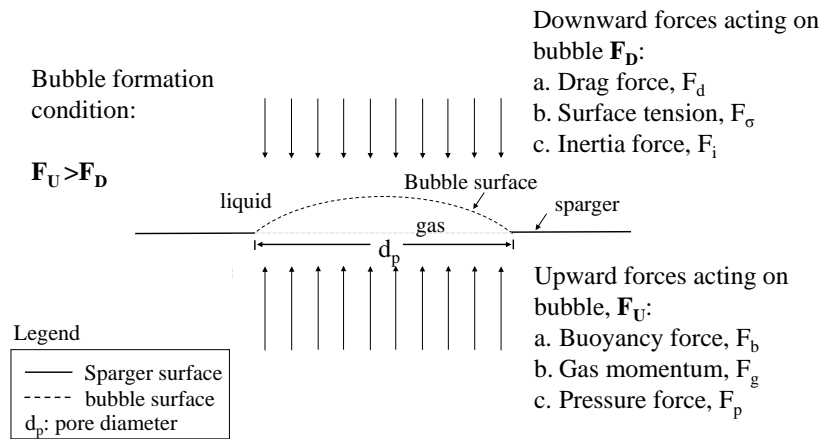 Downward forces acting on
bubble F_D:
a. Drag force, F_d
b. Surface tension, F_σ
c. Inertia force, F_i
Bubble formation
condition:
F_U >F_D
liquid
Bubble surface
sparger
gas
d_p
Upward forces acting on
bubble, F_U:
a. Buoyancy force, F_b
b. Gas momentum, F_g
c. Pressure force, F_p
Legend
Sparger surface
bubble surface
d_p: pore diameter